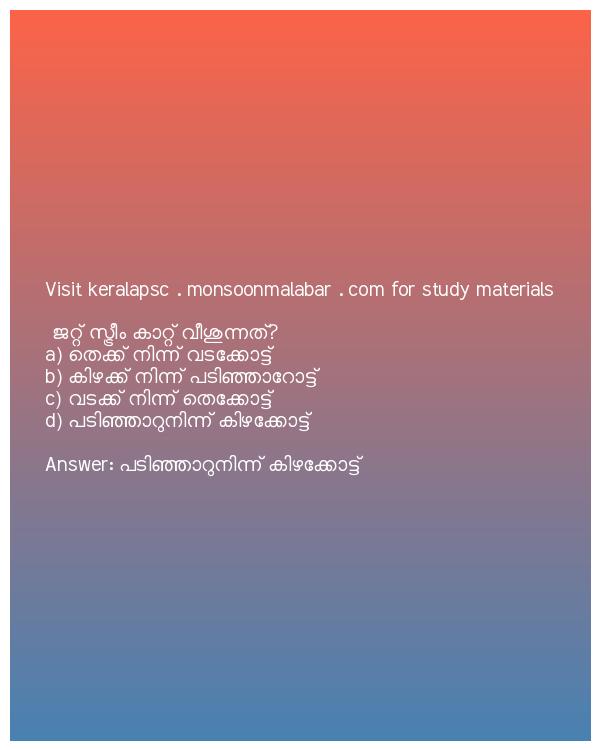 Visit keralapsc . monsoonmalabar . com for study materials
ജറ്റ് സ്ട്രീം കാറ്റ് വീശുന്നത്?
a) തെക്ക് നിന്ന് വടക്കോട്ട്
b) കിഴക്ക് നിന്ന് പടിഞ്ഞാറോട്ട്
c) വടക്ക് നിന്ന് തെക്കോട്ട്
d) പടിഞ്ഞാറുനിന്ന് കിഴക്കോട്ട്
Answer: പടിഞ്ഞാറുനിന്ന് കിഴക്കോട്ട്